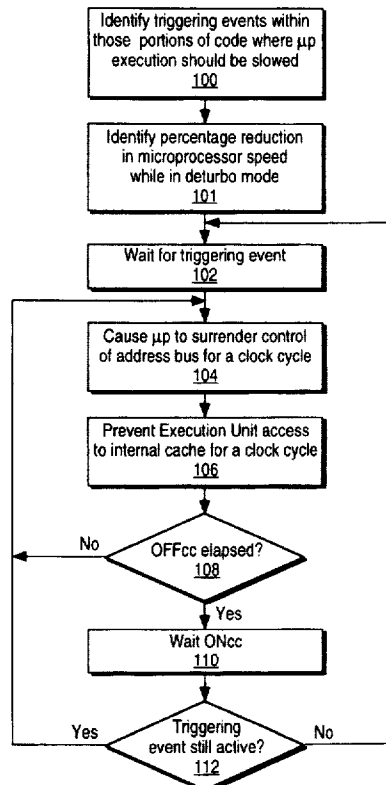 Identify triggering events within
those portions of code where µp
execution should be slowed
100
Identify percentage reduction
in microprocessor speed
while in deturbo mode
101
Wait for triggering event
102
Cause µp to surrender control
of address bus for a clock cycle
104
Prevent Execution Unit access
to internal cache for a clock cycle
106
No
OFFcc elapsed?
108
Yes
Wait ONcc
110
Yes
Triggering
event still active?
112
No